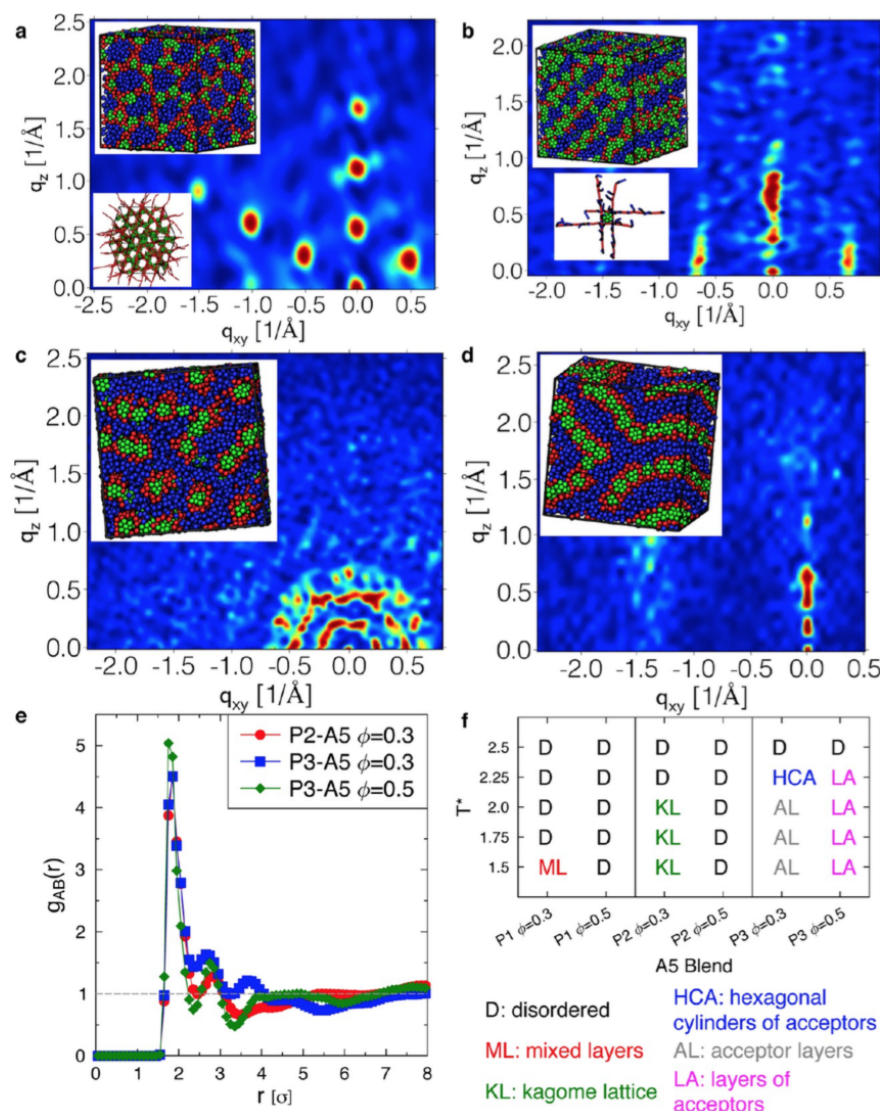 a
2.5
2.0
1.5
1.0
0.5
0.0
q_z [1/Å]
-2.5 -2.0 -1.5 -1.0 -0.5 0.0 0.5
q_xy [1/Å]
b
2.0
1.5
1.0
0.5
0.0
q_z [1/Å]
-2.0 -1.5 -1.0 -0.5 0.0 0.5
q_xy [1/Å]
c
2.5
2.0
1.5
1.0
0.5
0.0
q_z [1/Å]
-2.0 -1.5 -1.0 -0.5 0.0 0.5
q_xy [1/Å]
d
2.5
2.0
1.5
1.0
0.5
0.0
q_z [1/Å]
-2.0 -1.5 -1.0 -0.5 0.0 0.5
q_xy [1/Å]
e
P2-A5 ϕ=0.3
P3-A5 ϕ=0.3
P3-A5 ϕ=0.5
5
4
3
2
1
0
g_AB(r)
0 1 2 3 4 5 6 7 8
r [σ]
f
2.5 D D D D D D
2.25 D D D D HCA LA
2.0 D D KL D AL LA
1.75 D D KL D AL LA
1.5 ML D KL D AL LA
T*
P1 ϕ=0.3 P1 ϕ=0.5 P2 ϕ=0.3 P2 ϕ=0.5 P3 ϕ=0.3 P3 ϕ=0.5
A5 Blend
D: disordered
ML: mixed layers
KL: kagome lattice
HCA: hexagonal
cylinders of acceptors
AL: acceptor layers
LA: layers of
acceptors